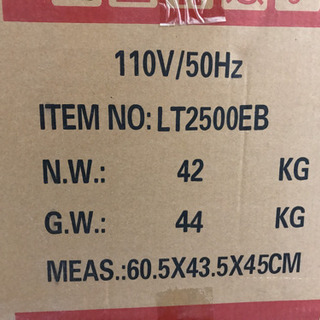 110V/50Hz
ITEM NO: LT2500EB
N.W.: 42 KG
G.W.: 44 KG
MEAS.:60.5X43.5X45CM